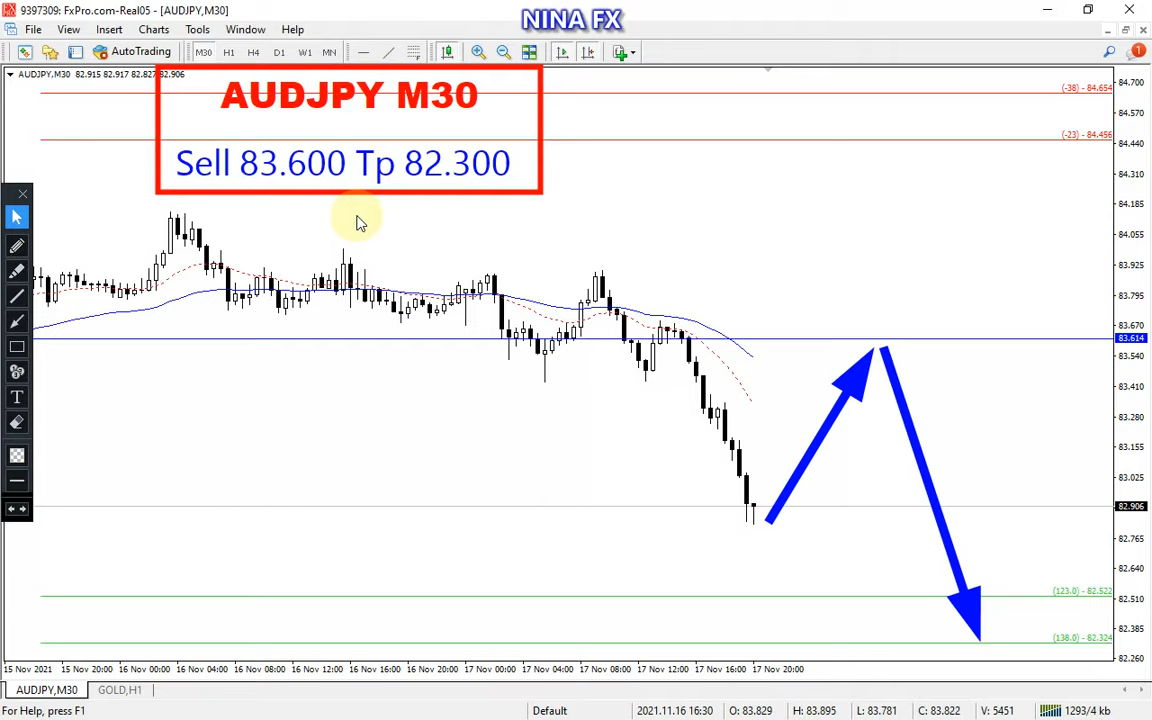 9397309: FxPro.com-Real05 - [AUDJPY,M30]
NINA FX
File View Insert Charts Tools Window Help
AutoTrading M30 H1 H4 D1 W1 MN
1
AUDJPY,M30 82.915 82.917 82.827 82.906
AUDJPY M30
Sell 83.600 Tp 82.300
(-38) - 84.654
(-23) - 84.456
(123.0) - 82.522
(138.0) - 82.324
84.700
84.570
84.440
84.310
84.185
84.055
83.925
83.795
83.670
83.614
83.540
83.410
83.280
83.155
83.025
82.906
82.765
82.640
82.510
82.385
82.260
15 Nov 2021 15 Nov 20:00 16 Nov 00:00 16 Nov 04:00 16 Nov 08:00 16 Nov 12:00 16 Nov 16:00 16 Nov 20:00 17 Nov 00:00 17 Nov 04:00 17 Nov 08:00 17 Nov 12:00 17 Nov 16:00 17 Nov 20:00
AUDJPY,M30 GOLD,H1
For Help, press F1 Default 2021.11.16 16:30 O: 83.829 H: 83.895 L: 83.781 C: 83.822 V: 5451 1293/4 kb